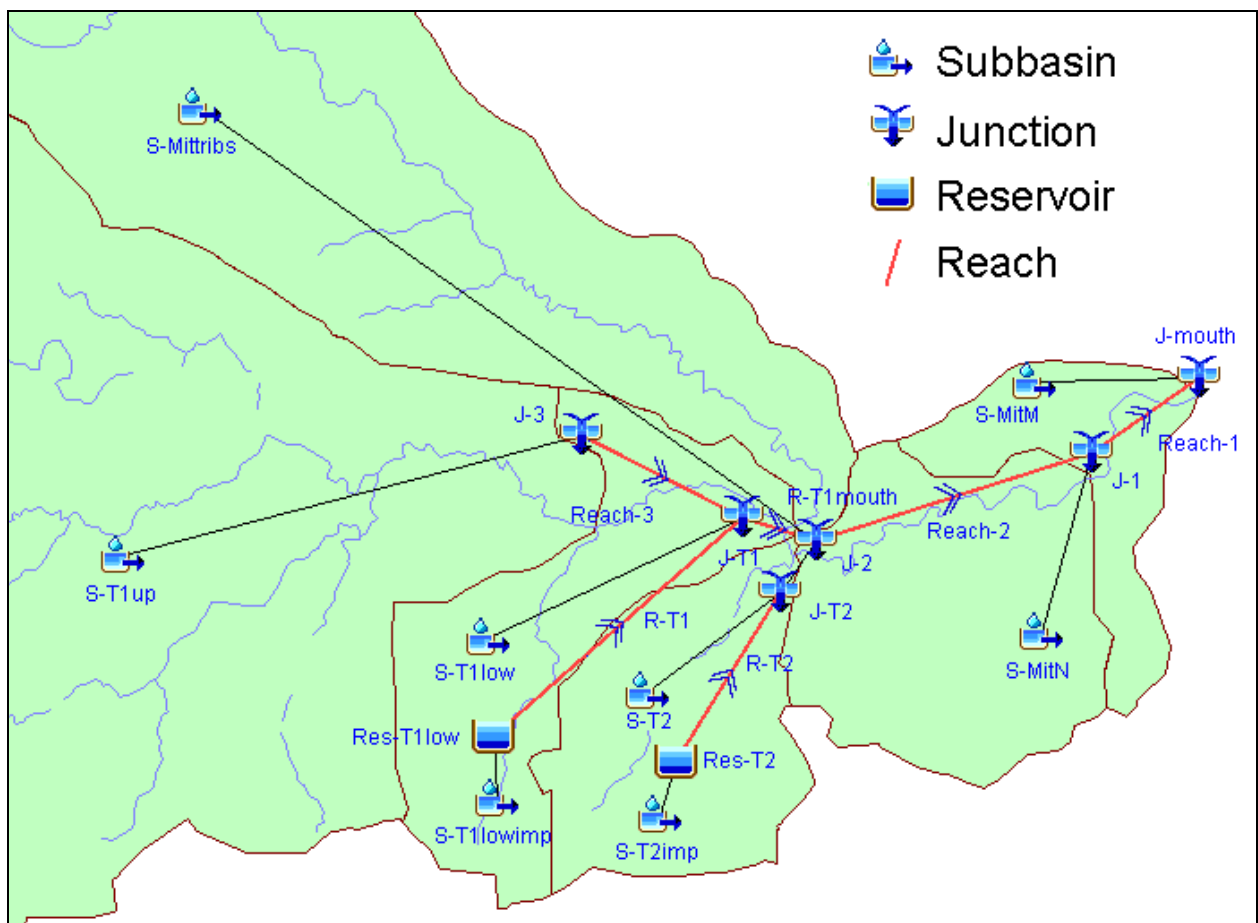 Subbasin
Junction
Reservoir
Reach
S-Mittribs
J-mouth
S-MitM
Reach-1
J-3
J-1
R-T1mouth
Reach-3
Reach-2
J-T1
J-2
S-T1up
J-T2
R-T1
S-T1low
R-T2
S-MitN
S-T2
Res-T1low
Res-T2
S-T1lowimp
S-T2imp